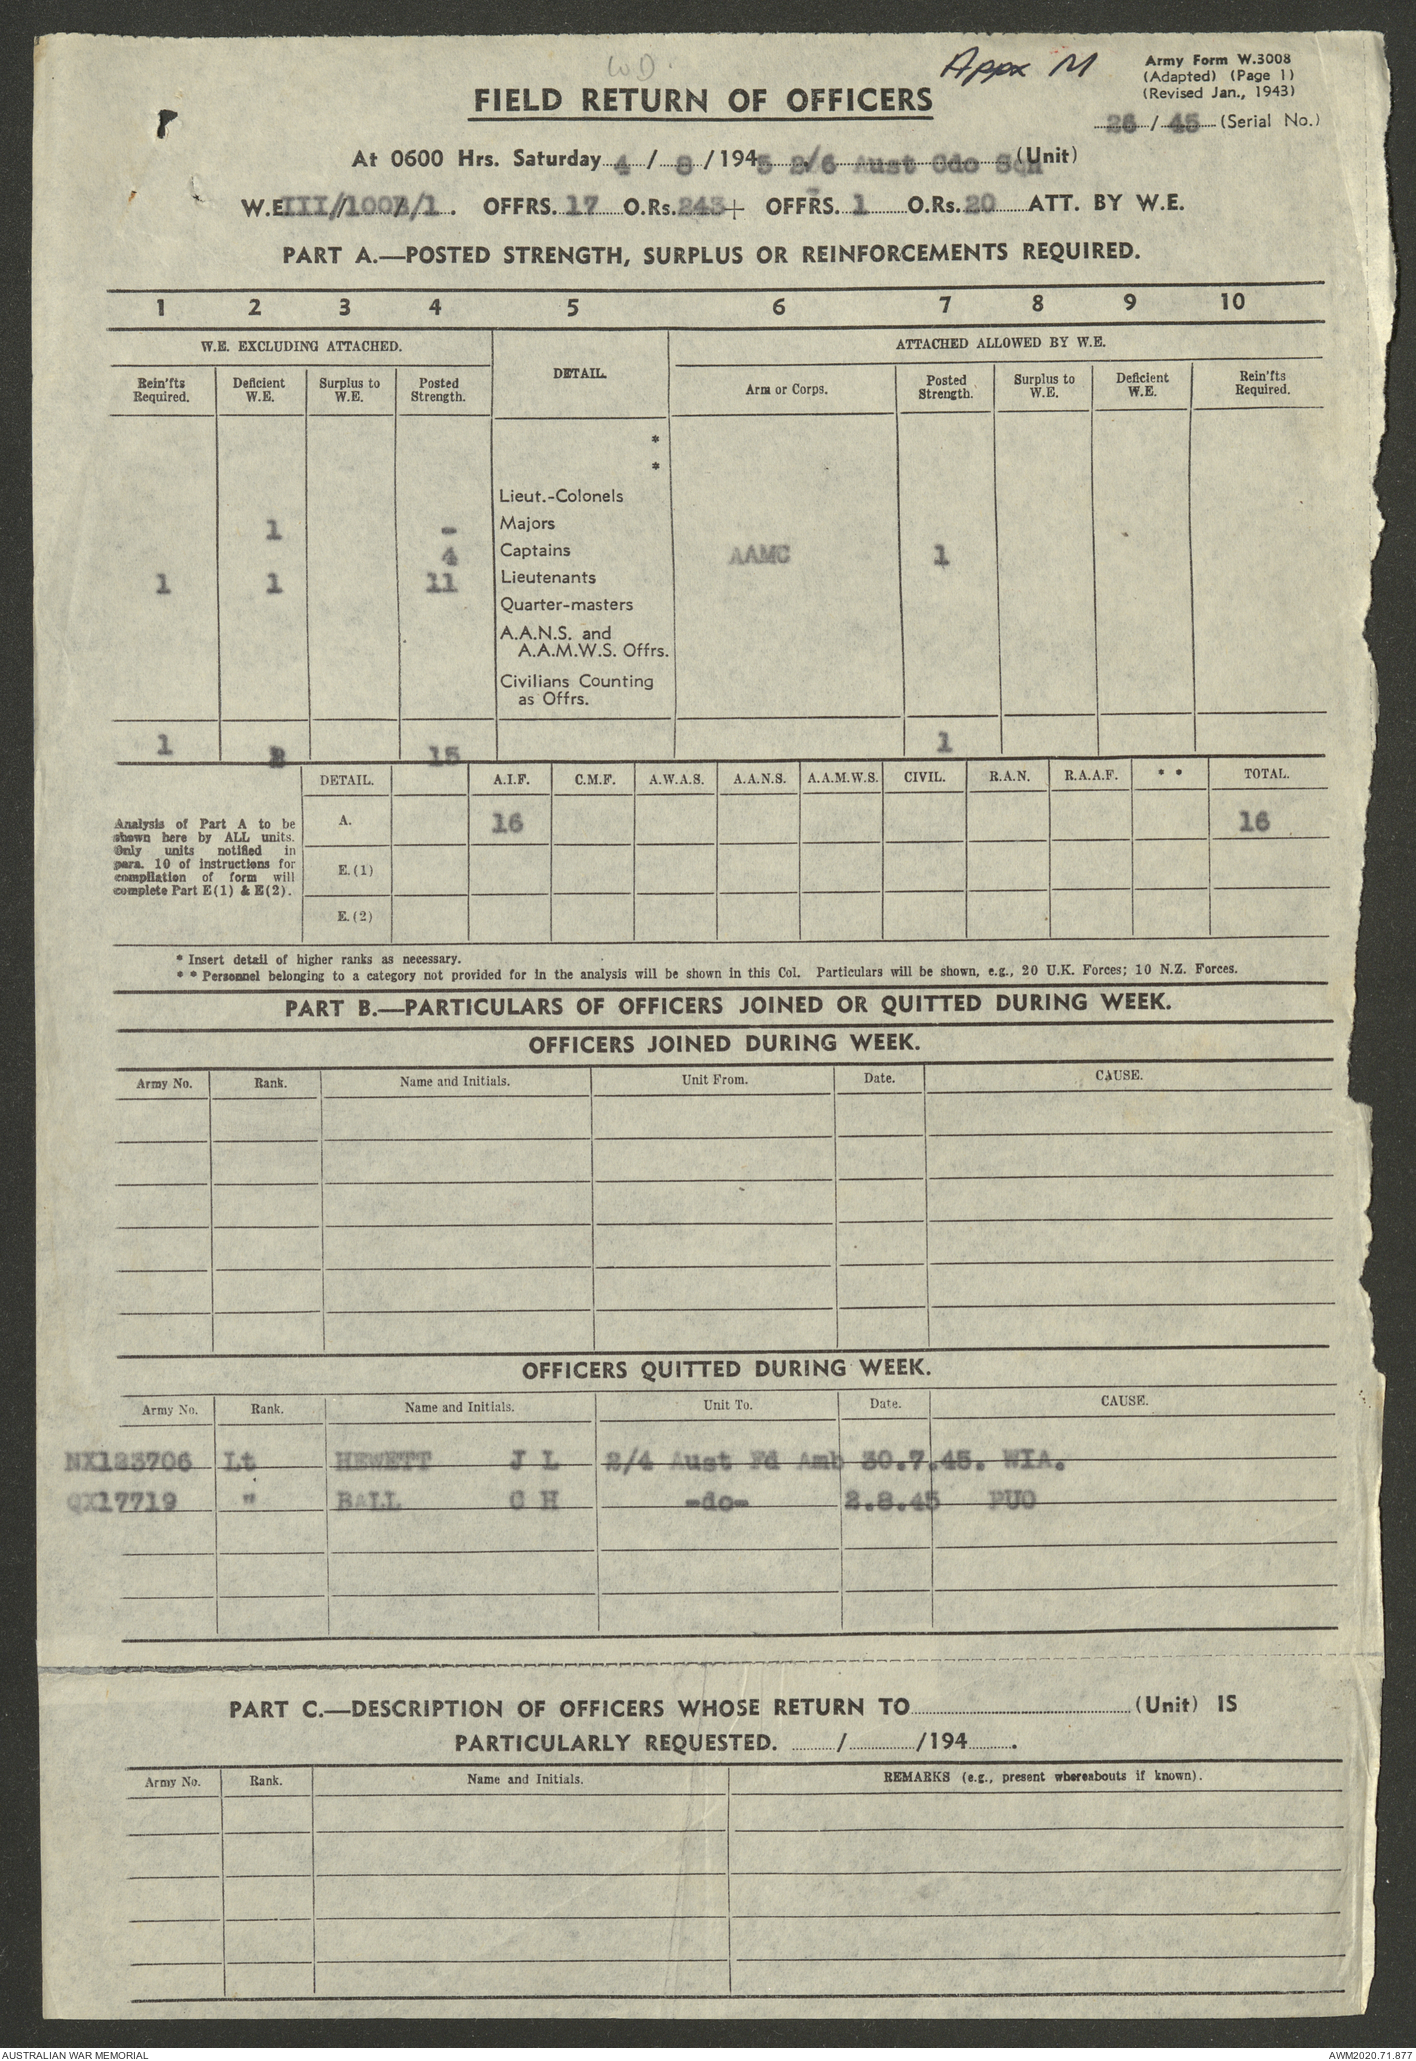 WD.
Appx M
Army Form W.3008
(Adapted) (Page 1)
(Revised Jan., 1943)
FIELD RETURN OF OFFICERS
26 / 45 (Serial No.)
At 0600 Hrs. Saturday 4 / 8 / 1945 2/6 Aust Cdo Sqn (Unit)
W.E. OFFRS. 17 O.Rs. 243 + OFFRS. 1 O.Rs. 20 ATT. BY W.E.
PART A.—POSTED STRENGTH, SURPLUS OR REINFORCEMENTS REQUIRED.
1 2 3 4 5 6 7 8 9 10
W.E. EXCLUDING ATTACHED. DETAIL. ATTACHED ALLOWED BY W.E.
Rein'fts Required. Deficient W.E. Surplus to W.E. Posted Strength. Arm or Corps. Posted Strength. Surplus to W.E. Deficient W.E. Rein'fts Required.
*
*
Lieut.-Colonels
1 - Majors
4 Captains AAMC 1
1 1 11 Lieutenants
Quarter-masters
A.A.N.S. and
A.A.M.W.S. Offrs.
Civilians Counting
as Offrs.
1 2 15 1
DETAIL. A.I.F. C.M.F. A.W.A.S. A.A.N.S. A.A.M.W.S. CIVIL. R.A.N. R.A.A.F. * * TOTAL.
Analysis of Part A to be
shown here by ALL units.
Only units notified in
para. 10 of instructions for
compilation of form will
complete Part E(1) & E(2).
A. 16 16
E.(1)
E.(2)
* Insert detail of higher ranks as necessary.
* * Personnel belonging to a category not provided for in the analysis will be shown in this Col. Particulars will be shown, e.g., 20 U.K. Forces; 10 N.Z. Forces.
PART B.—PARTICULARS OF OFFICERS JOINED OR QUITTED DURING WEEK.
OFFICERS JOINED DURING WEEK.
Army No. Rank. Name and Initials. Unit From. Date. CAUSE.
OFFICERS QUITTED DURING WEEK.
Army No. Rank. Name and Initials. Unit To. Date. CAUSE.
NX123706 Lt HEWETT J L 2/4 Aust Fd Amb 30.7.45. WIA.
QX17719 " BALL C H -do- 2.8.45 PUO
PART C.—DESCRIPTION OF OFFICERS WHOSE RETURN TO (Unit) IS
PARTICULARLY REQUESTED. / /194 .
Army No. Rank. Name and Initials. REMARKS (e.g., present whereabouts if known).
AUSTRALIAN WAR MEMORIAL AWM2020.71.877